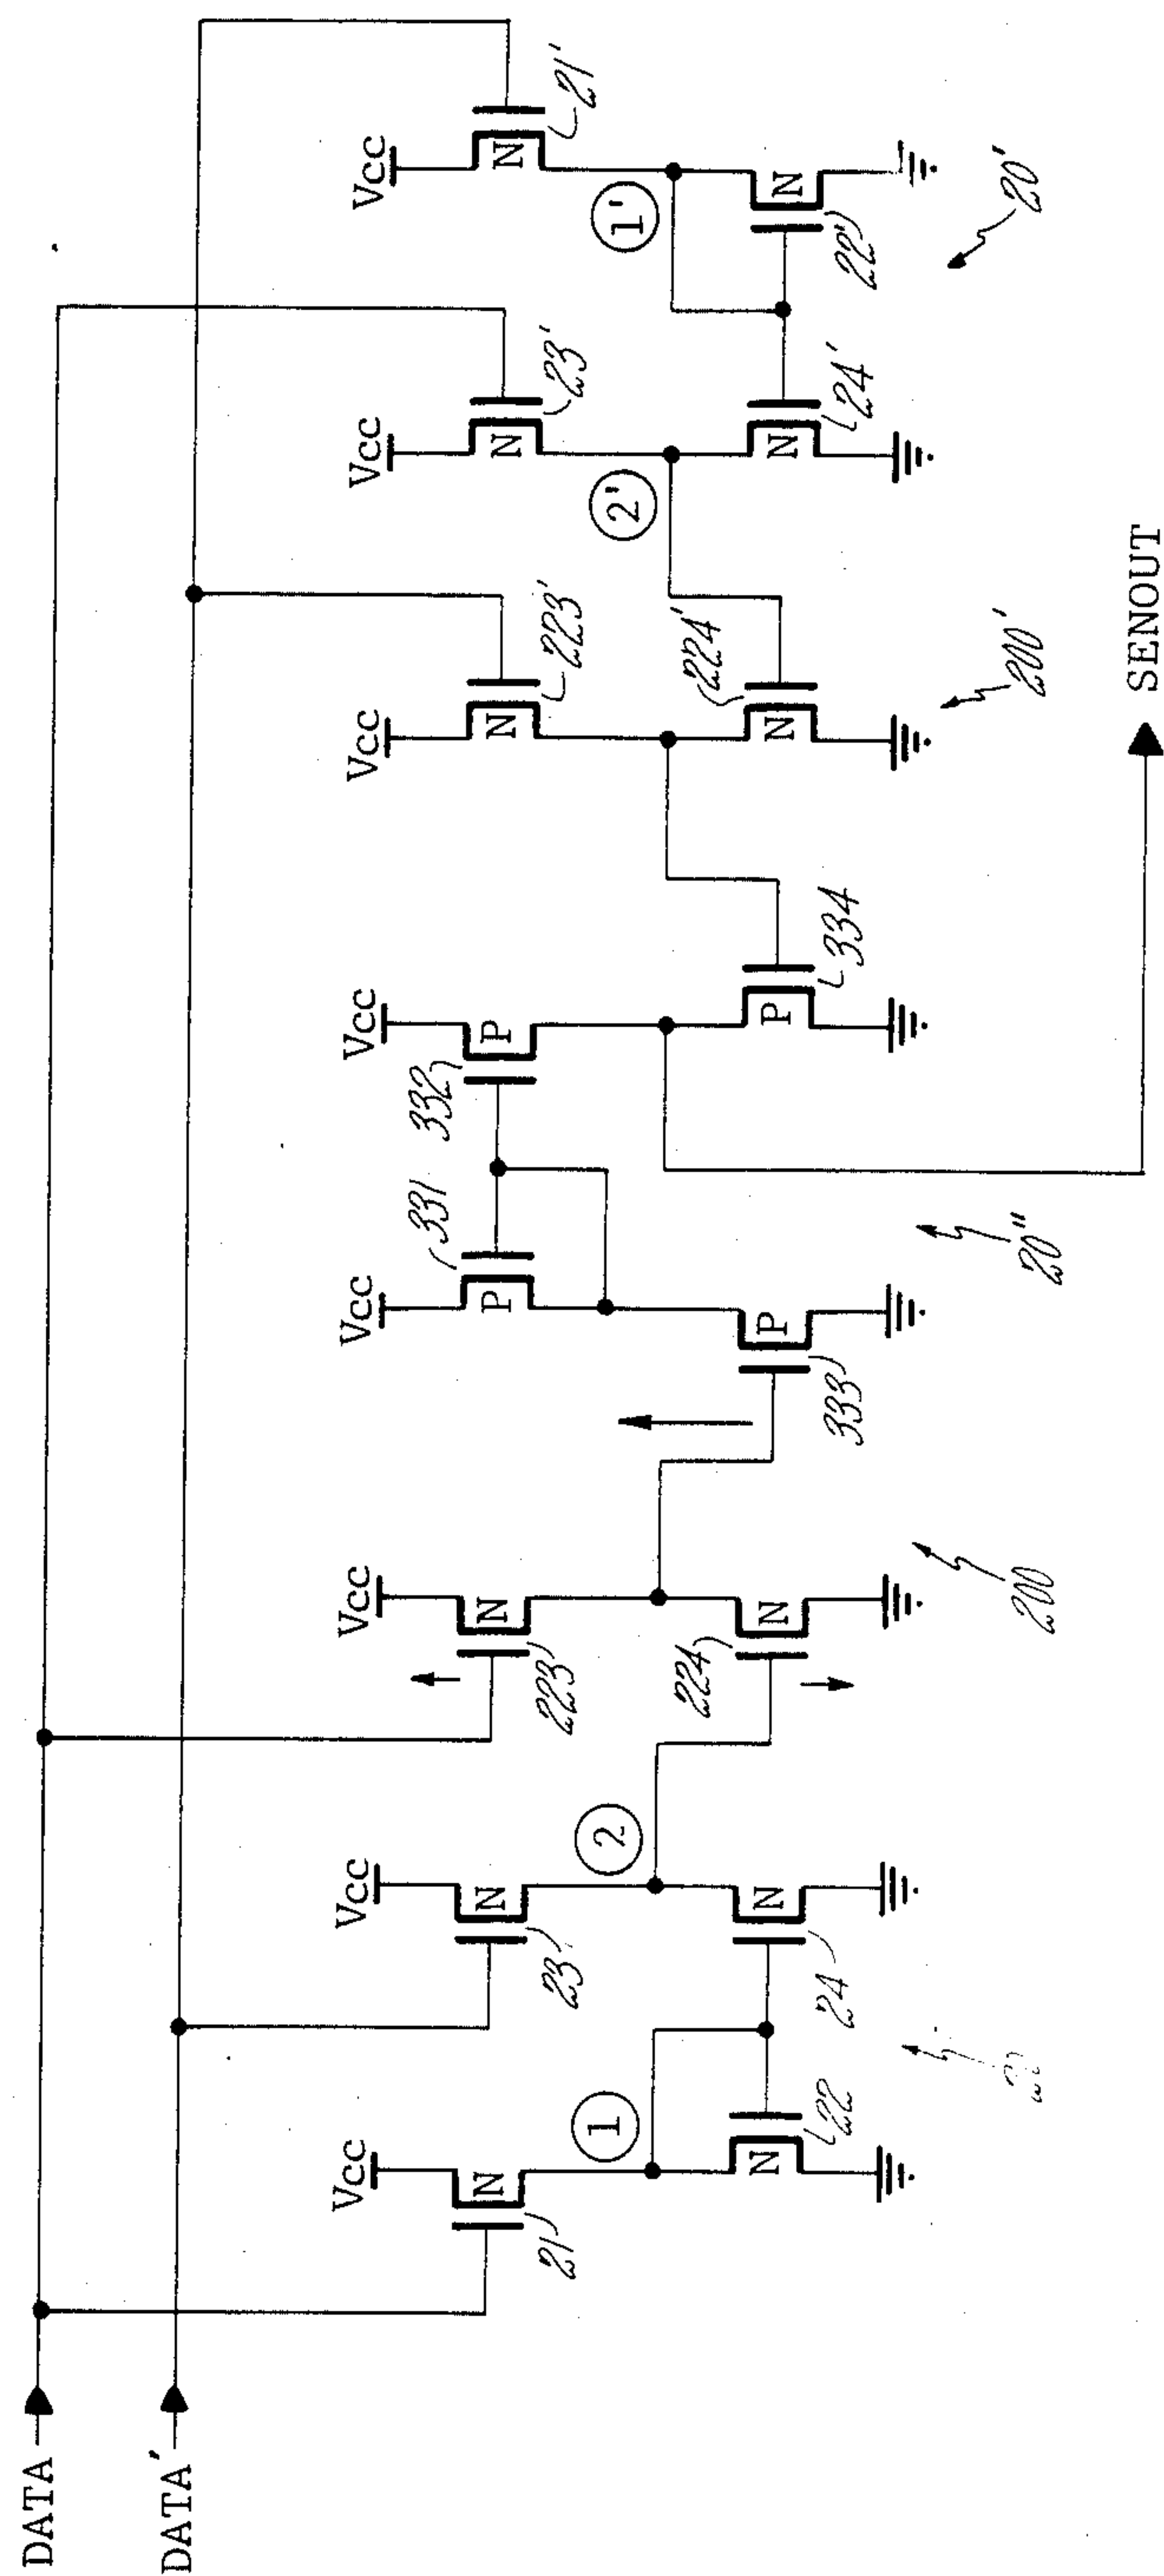 DATA
DATA′
Vcc
Vcc
Vcc
Vcc
Vcc
Vcc
Vcc
Vcc
N
21
N
23
N
223
P
331
332
P
N
223'
N
23'
N
21'
1
2
2'
1'
N
22
N
24
224
N
P
333
P
334
224'
N
N
24'
N
22'
200
20"
200'
20'
SENOUT